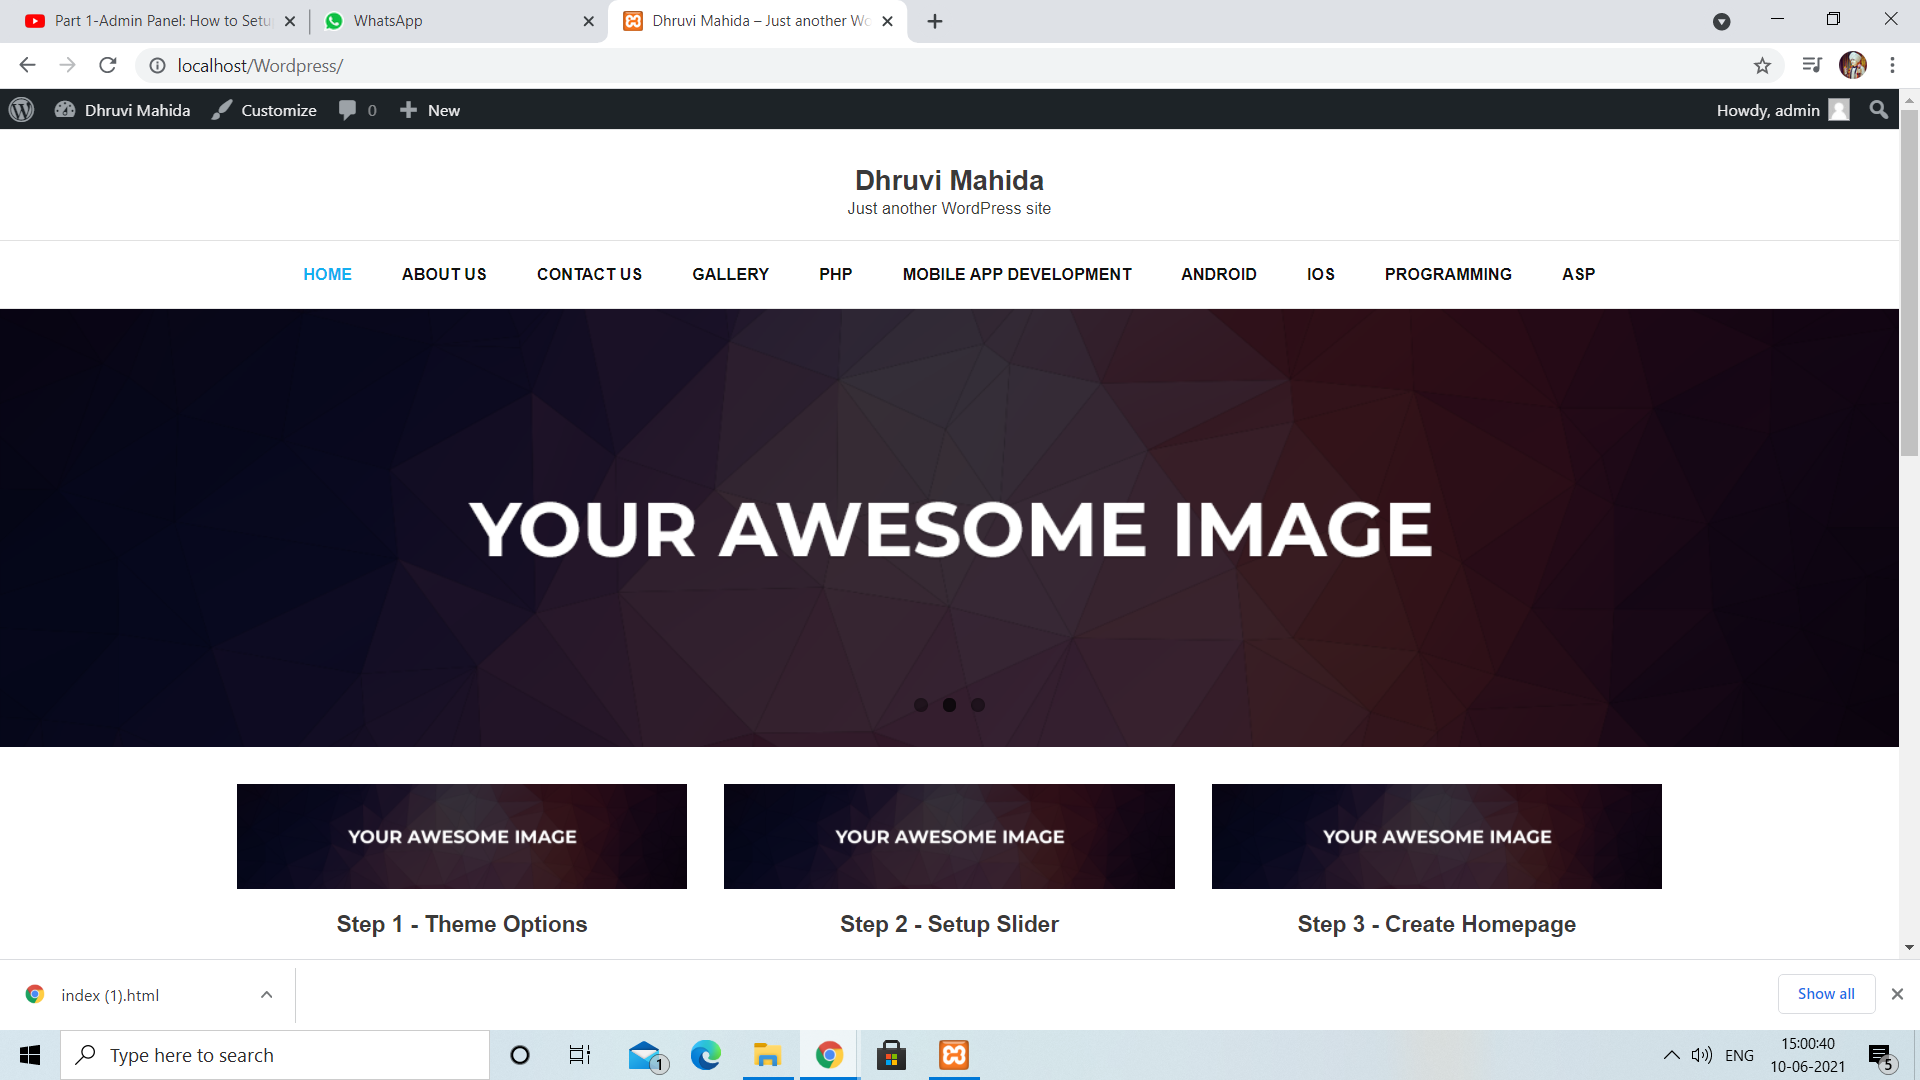 Part 1-Admin Panel: How to Setu
WhatsApp
Dhruvi Mahida – Just another Wo
localhost/Wordpress/
Dhruvi Mahida
Customize
0
New
Howdy, admin
Dhruvi Mahida
Just another WordPress site
HOME
ABOUT US
CONTACT US
GALLERY
PHP
MOBILE APP DEVELOPMENT
ANDROID
IOS
PROGRAMMING
ASP
YOUR AWESOME IMAGE
YOUR AWESOME IMAGE
YOUR AWESOME IMAGE
YOUR AWESOME IMAGE
Step 1 - Theme Options
Step 2 - Setup Slider
Step 3 - Create Homepage
index (1).html
Show all
Type here to search
1
ENG
15:00:40
10-06-2021
5